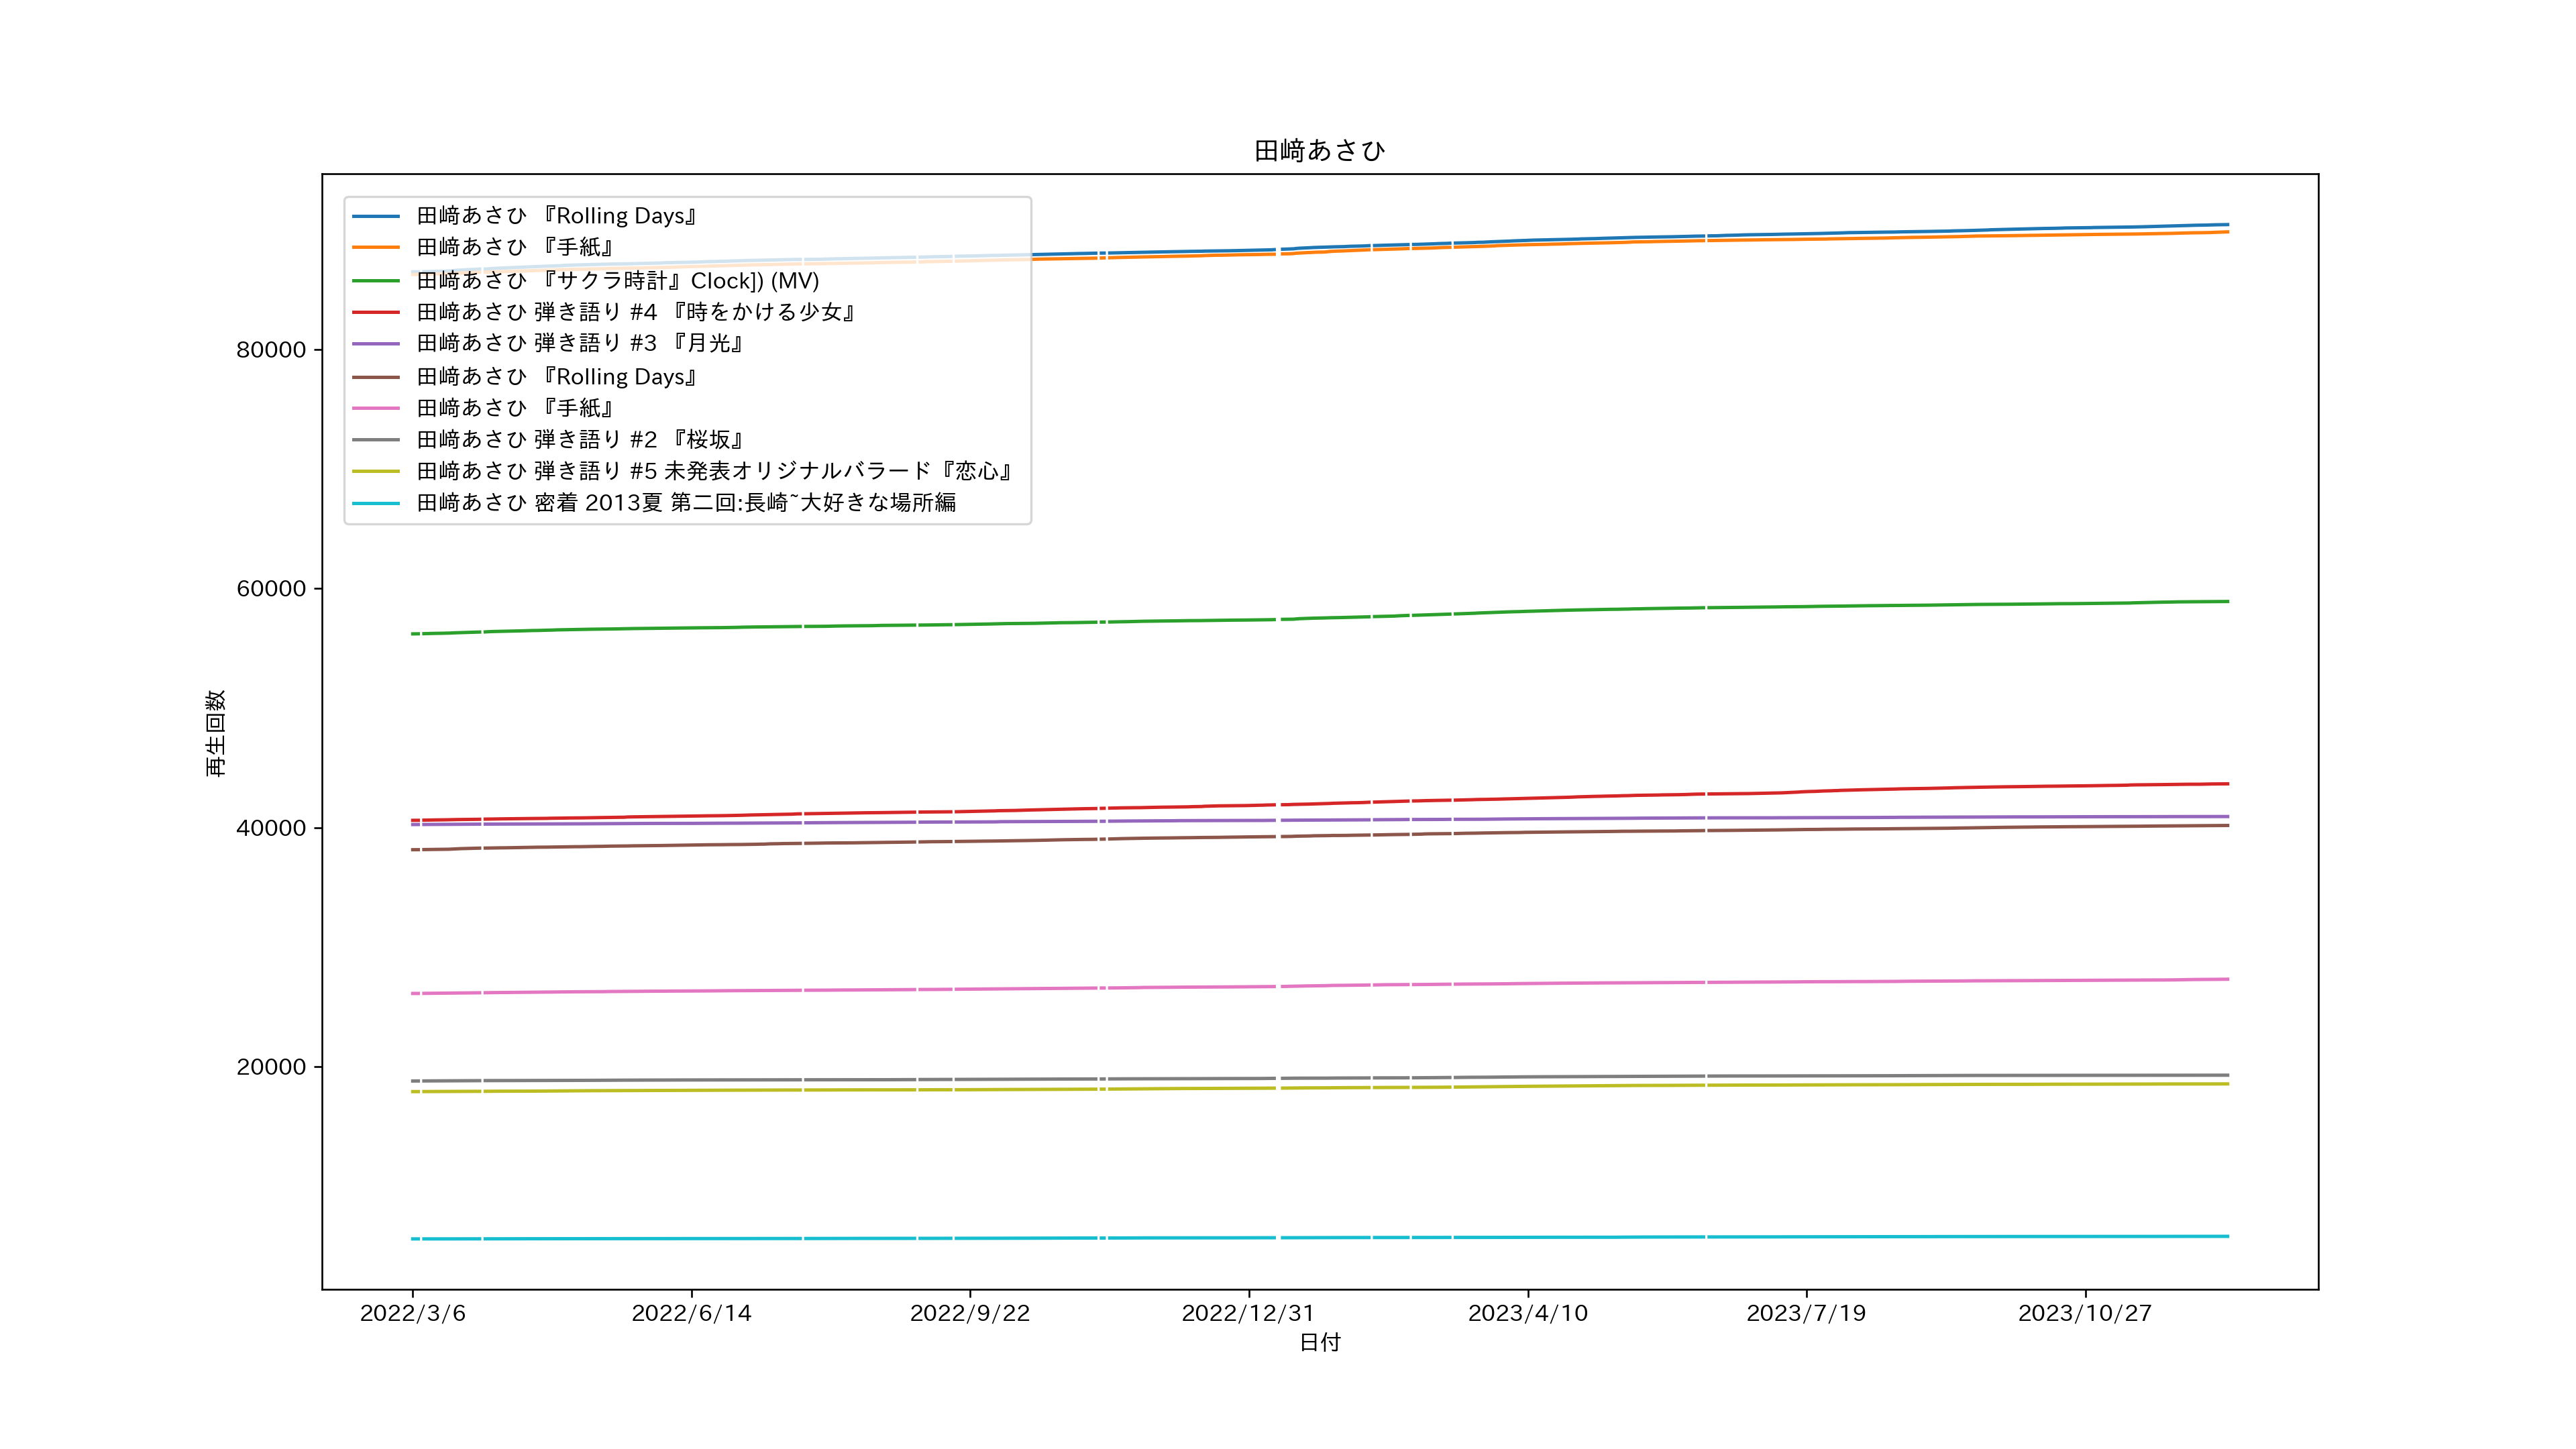 田﨑あさひ
田﨑あさひ 『Rolling Days』
田﨑あさひ 『手紙』
田﨑あさひ 『サクラ時計』Clock]) (MV)
田﨑あさひ 弾き語り #4 『時をかける少女』
田﨑あさひ 弾き語り #3 『月光』
田﨑あさひ 『Rolling Days』
田﨑あさひ 『手紙』
田﨑あさひ 弾き語り #2 『桜坂』
田﨑あさひ 弾き語り #5 未発表オリジナルバラード『恋心』
田﨑あさひ 密着 2013夏 第二回:長崎~大好きな場所編
80000
60000
40000
20000
再生回数
2022/3/6
2022/6/14
2022/9/22
2022/12/31
2023/4/10
2023/7/19
2023/10/27
日付